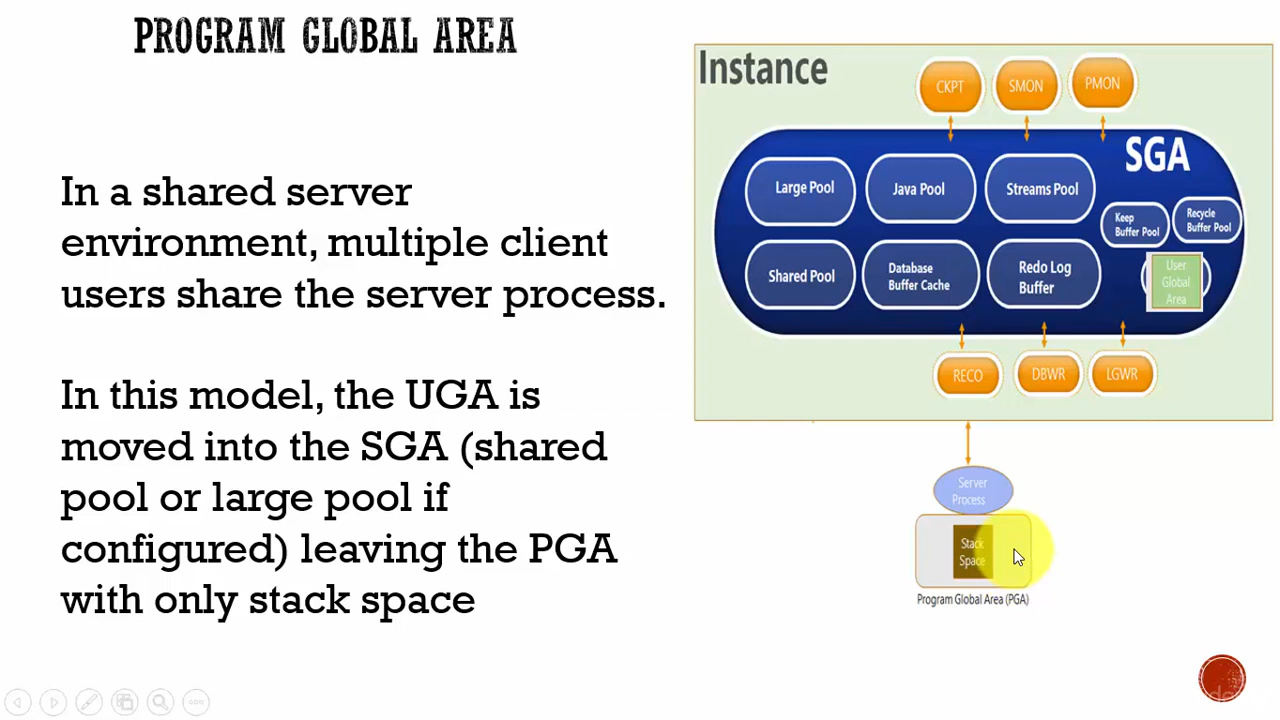 PROGRAM GLOBAL AREA
In a shared server
environment, multiple client
users share the server process.
In this model, the UGA is
moved into the SGA (shared
pool or large pool if
configured) leaving the PGA
with only stack space
Instance
CKPT
SMON
PMON
SGA
Large Pool
Java Pool
Streams Pool
Keep
Buffer Pool
Recycle
Buffer Pool
Shared Pool
Database
Buffer Cache
Redo Log
Buffer
User
Global
Area
RECO
DBWR
LGWR
Server
Process
Stack
Space
Program Global Area (PGA)